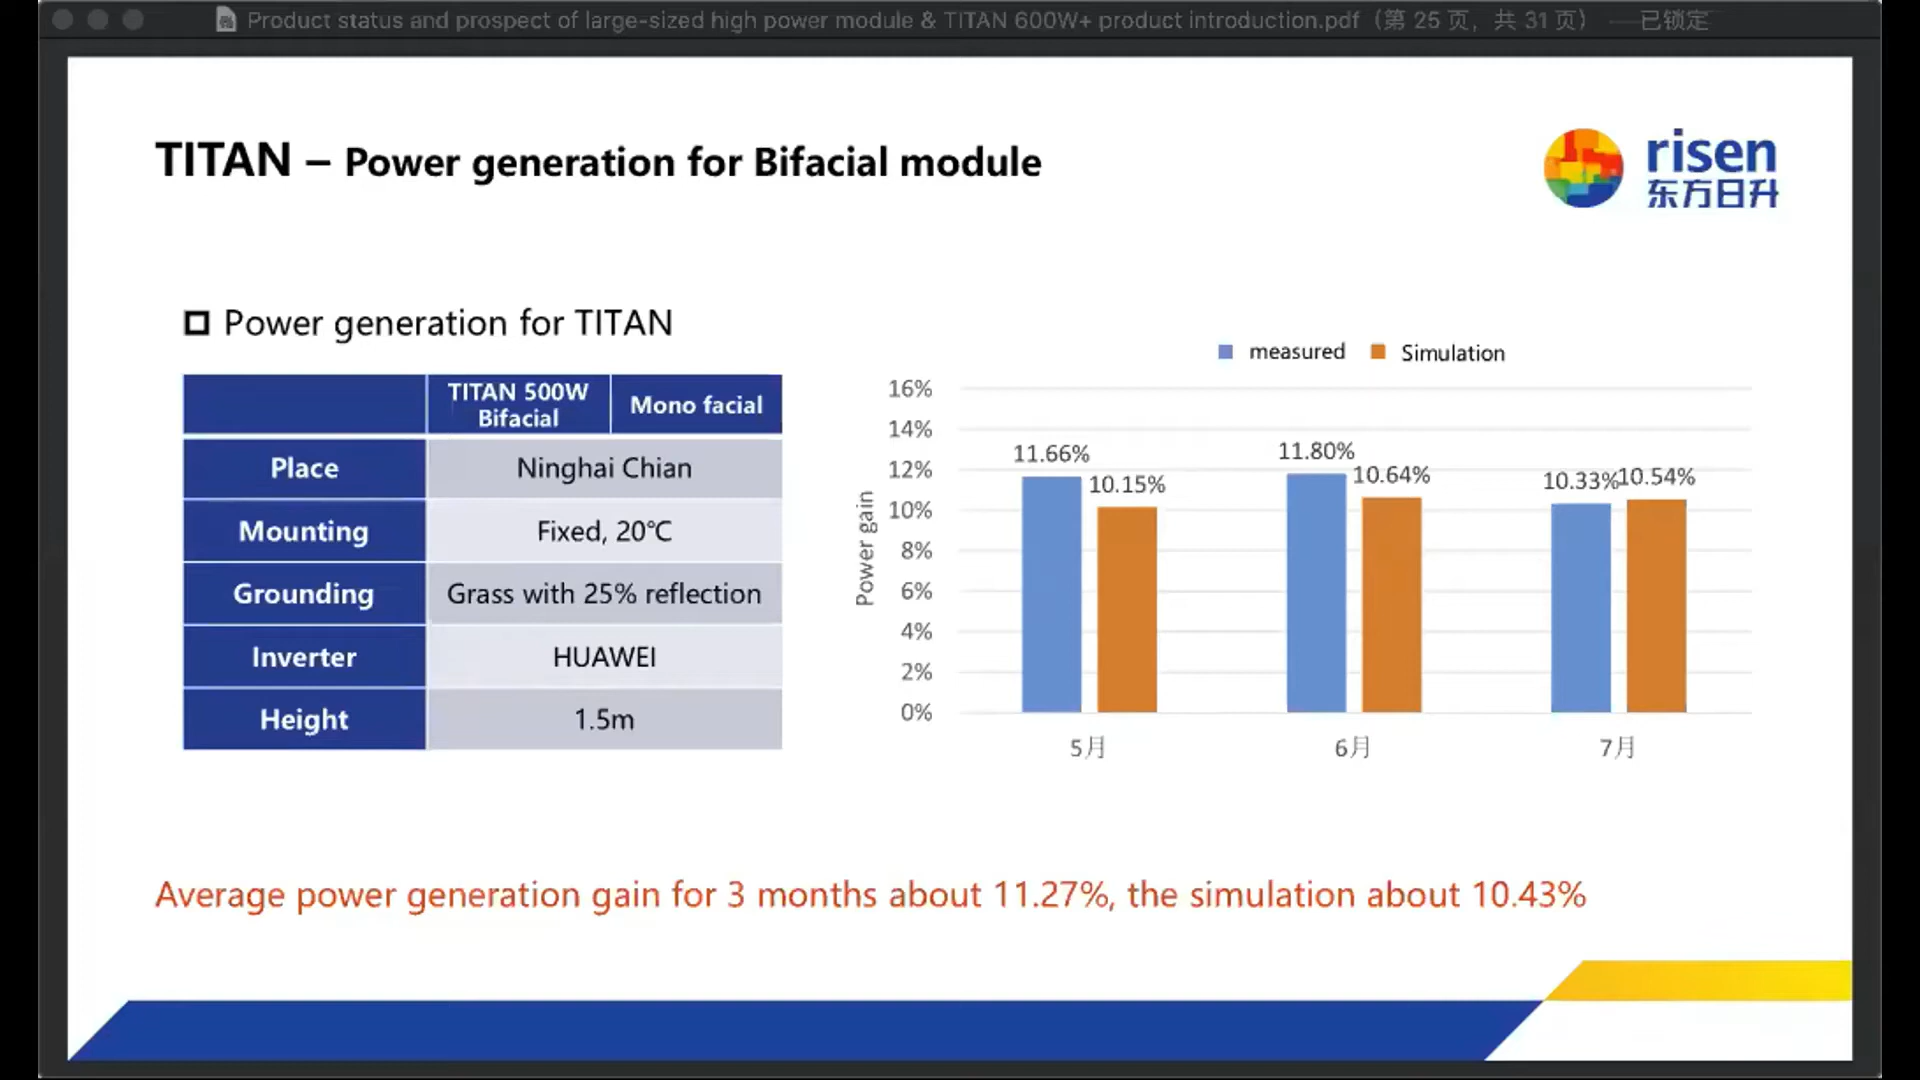 Product status and prospect of large-sized high power module & TITAN 600W+ product introduction.pdf（第 25 页，共 31 页） — 已锁定
TITAN – Power generation for Bifacial module
risen
东方日升
Power generation for TITAN
TITAN 500W Bifacial
Mono facial
Place
Ninghai Chian
Mounting
Fixed, 20℃
Grounding
Grass with 25% reflection
Inverter
HUAWEI
Height
1.5m
measured
Simulation
Power gain
16%
14%
12%
10%
8%
6%
4%
2%
0%
11.66%
10.15%
11.80%
10.64%
10.33%
10.54%
5月
6月
7月
Average power generation gain for 3 months about 11.27%, the simulation about 10.43%